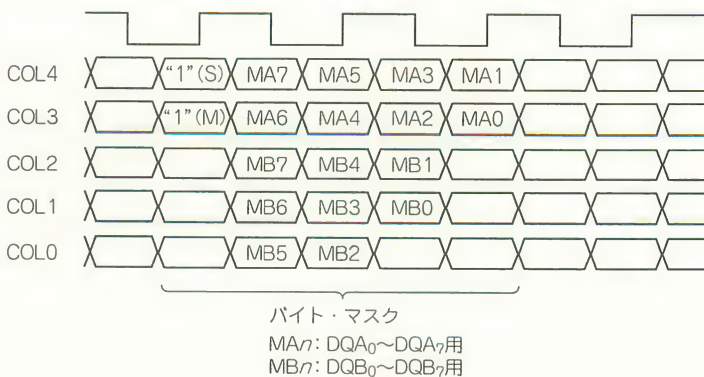 COL4 "1"(S) MA7 MA5 MA3 MA1
COL3 "1"(M) MA6 MA4 MA2 MA0
COL2 MB7 MB4 MB1
COL1 MB6 MB3 MB0
COL0 MB5 MB2
バイト・マスク
MAn: DQA₀〜DQA₇用
MBn: DQB₀〜DQB₇用